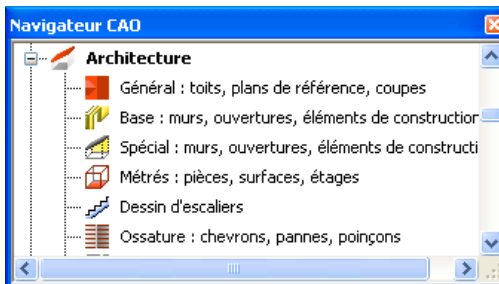 Navigateur CAO
Architecture
Général : toits, plans de référence, coupes
Base : murs, ouvertures, éléments de construction
Spécial : murs, ouvertures, éléments de constructi
Métrés : pièces, surfaces, étages
Dessin d'escaliers
Ossature : chevrons, pannes, poinçons